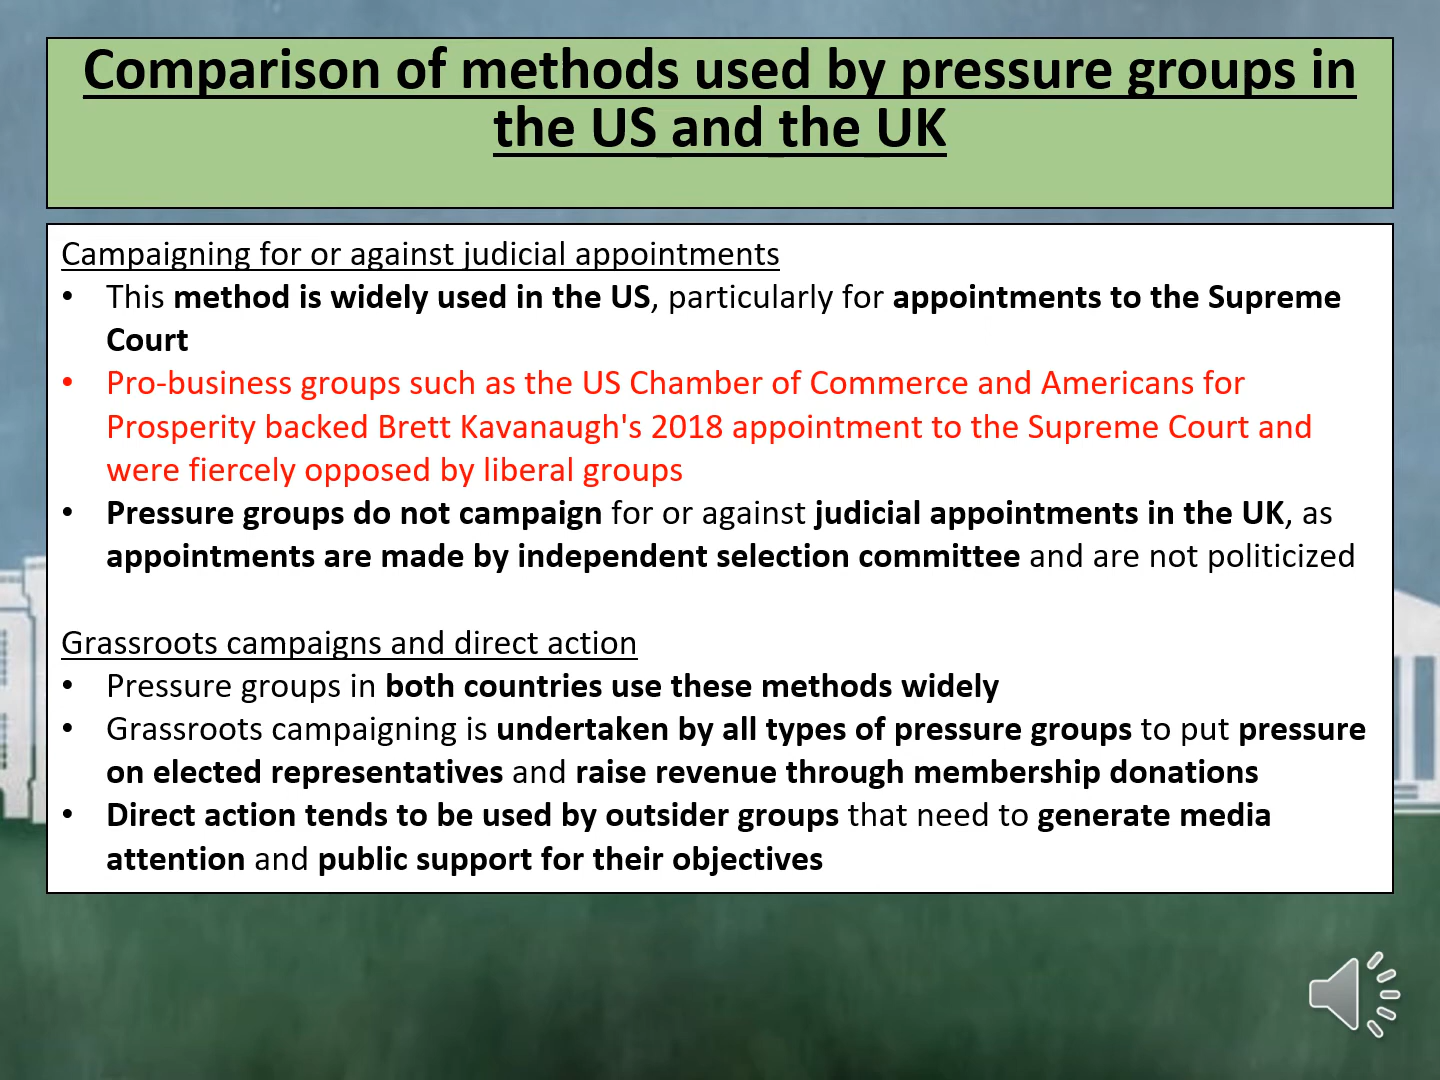 Comparison of methods used by pressure groups in
the US and the UK
Campaigning for or against judicial appointments
• This method is widely used in the US, particularly for appointments to the Supreme
Court
• Pro-business groups such as the US Chamber of Commerce and Americans for
Prosperity backed Brett Kavanaugh's 2018 appointment to the Supreme Court and
were fiercely opposed by liberal groups
• Pressure groups do not campaign for or against judicial appointments in the UK, as
appointments are made by independent selection committee and are not politicized
Grassroots campaigns and direct action
• Pressure groups in both countries use these methods widely
• Grassroots campaigning is undertaken by all types of pressure groups to put pressure
on elected representatives and raise revenue through membership donations
• Direct action tends to be used by outsider groups that need to generate media
attention and public support for their objectives